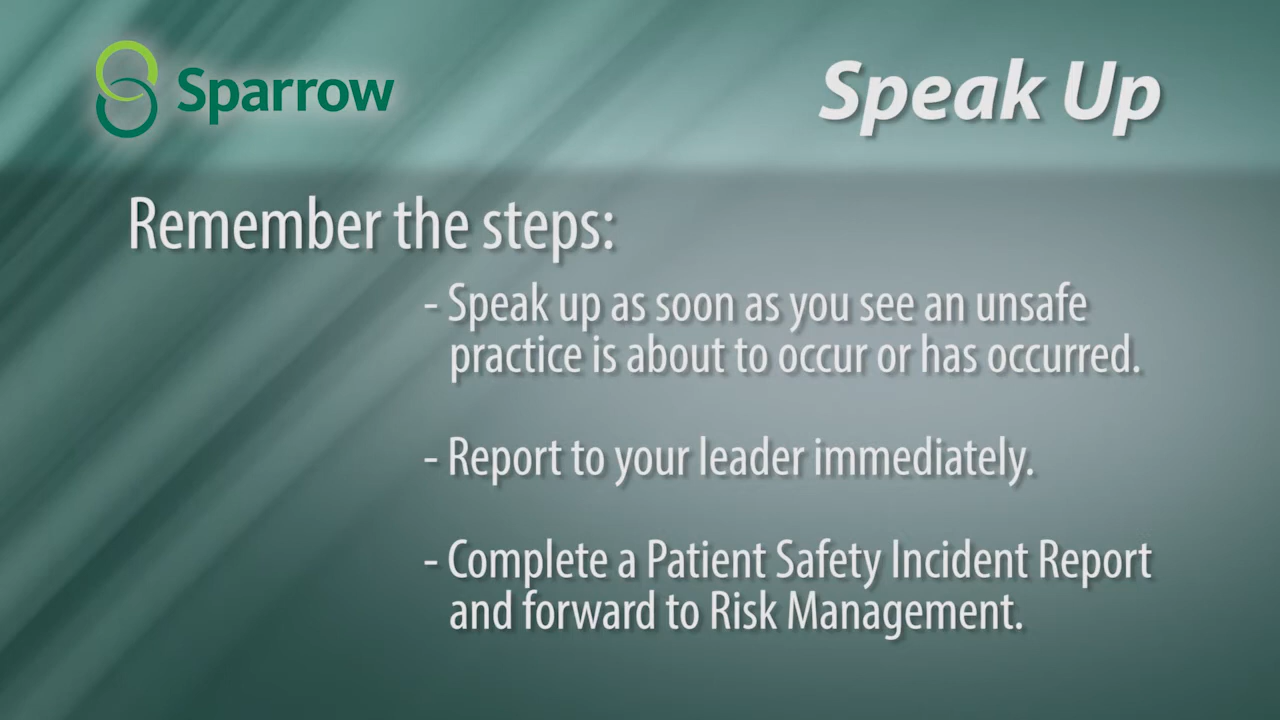 Sparrow
Speak Up
Remember the steps:
- Speak up as soon as you see an unsafe
practice is about to occur or has occurred.
- Report to your leader immediately.
- Complete a Patient Safety Incident Report
and forward to Risk Management.